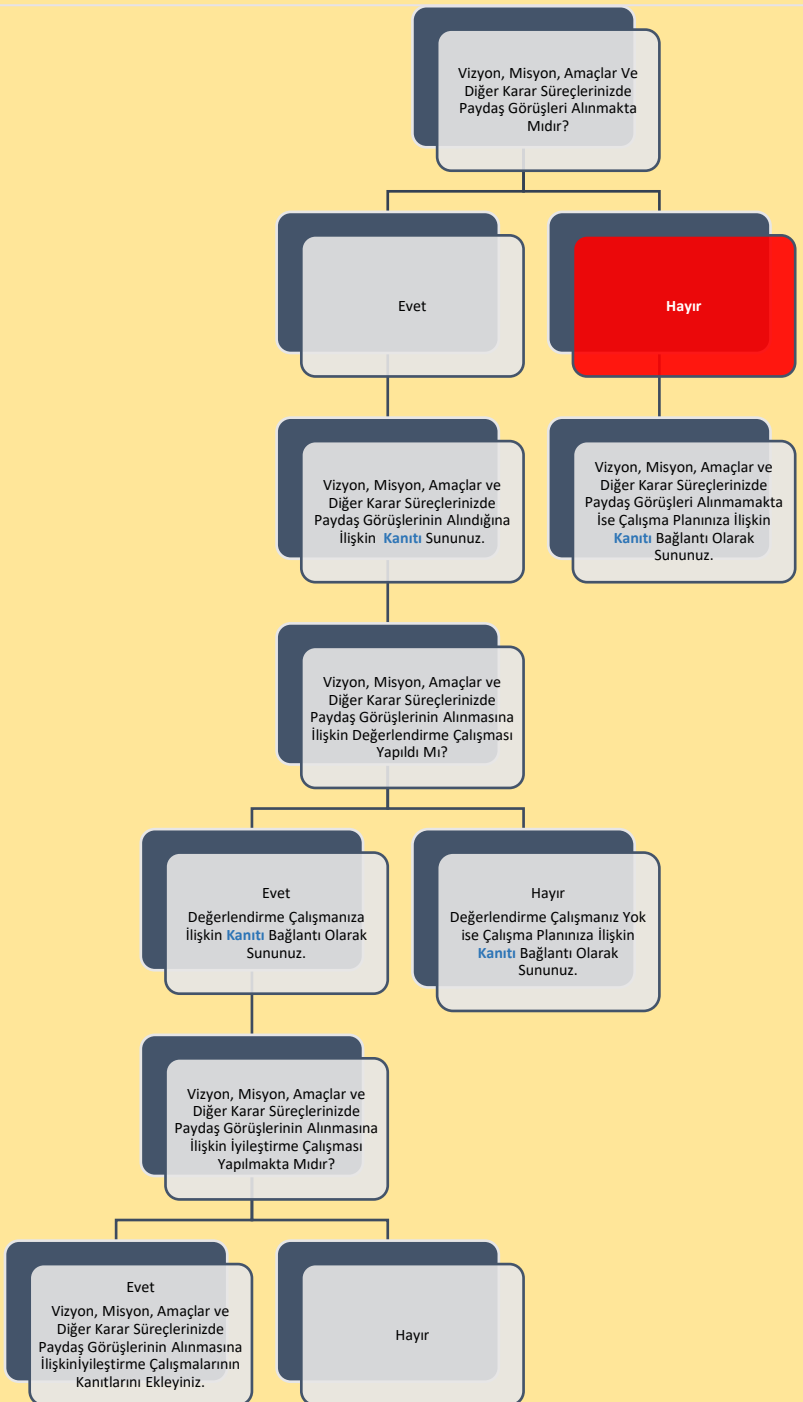 Vizyon, Misyon, Amaçlar Ve
Diğer Karar Süreçlerinizde
Paydaş Görüşleri Alınmakta
Mıdır?
Evet
Hayır
Vizyon, Misyon, Amaçlar ve
Diğer Karar Süreçlerinizde
Paydaş Görüşlerinin Alındığına
İlişkin Kanıtı Sununuz.
Vizyon, Misyon, Amaçlar ve
Diğer Karar Süreçlerinizde
Paydaş Görüşleri Alınmamakta
İse Çalışma Planınıza İlişkin
Kanıtı Bağlantı Olarak
Sununuz.
Vizyon, Misyon, Amaçlar ve
Diğer Karar Süreçlerinizde
Paydaş Görüşlerinin Alınmasına
İlişkin Değerlendirme Çalışması
Yapıldı Mı?
Evet
Değerlendirme Çalışmanıza
İlişkin Kanıtı Bağlantı Olarak
Sununuz.
Hayır
Değerlendirme Çalışmanız Yok
ise Çalışma Planınıza İlişkin
Kanıtı Bağlantı Olarak
Sununuz.
Vizyon, Misyon, Amaçlar ve
Diğer Karar Süreçlerinizde
Paydaş Görüşlerinin Alınmasına
İlişkin İyileştirme Çalışması
Yapılmakta Mıdır?
Evet
Vizyon, Misyon, Amaçlar ve
Diğer Karar Süreçlerinizde
Paydaş Görüşlerinin Alınmasına
İlişkinİyileştirme Çalışmalarının
Kanıtlarını Ekleyiniz.
Hayır